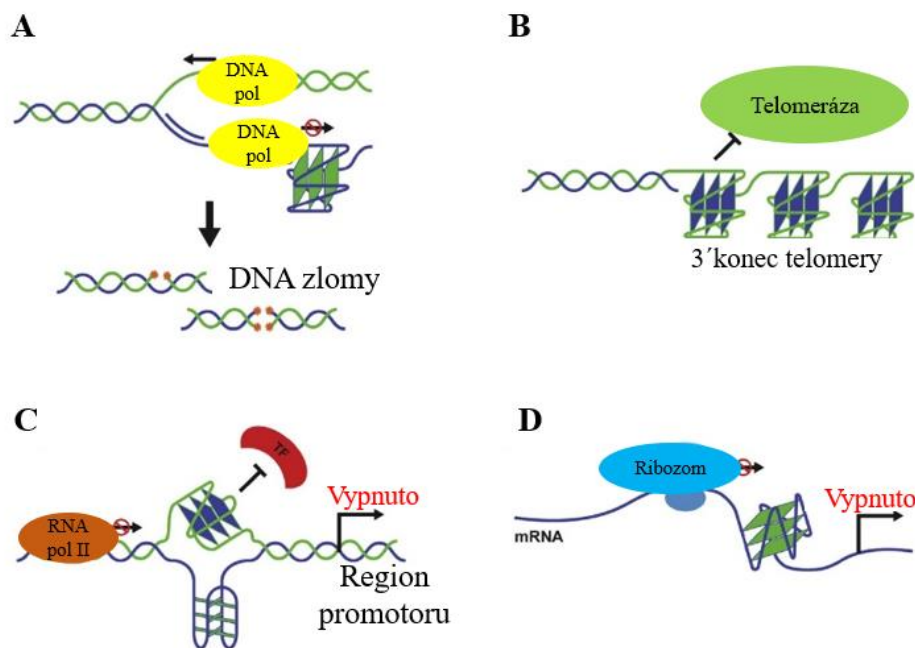 A
DNA
pol
DNA
pol
DNA zlomy
B
Telomeráza
3´konec telomery
C
TF
RNA
pol II
Vypnuto
Region
promotoru
D
Ribozom
mRNA
Vypnuto